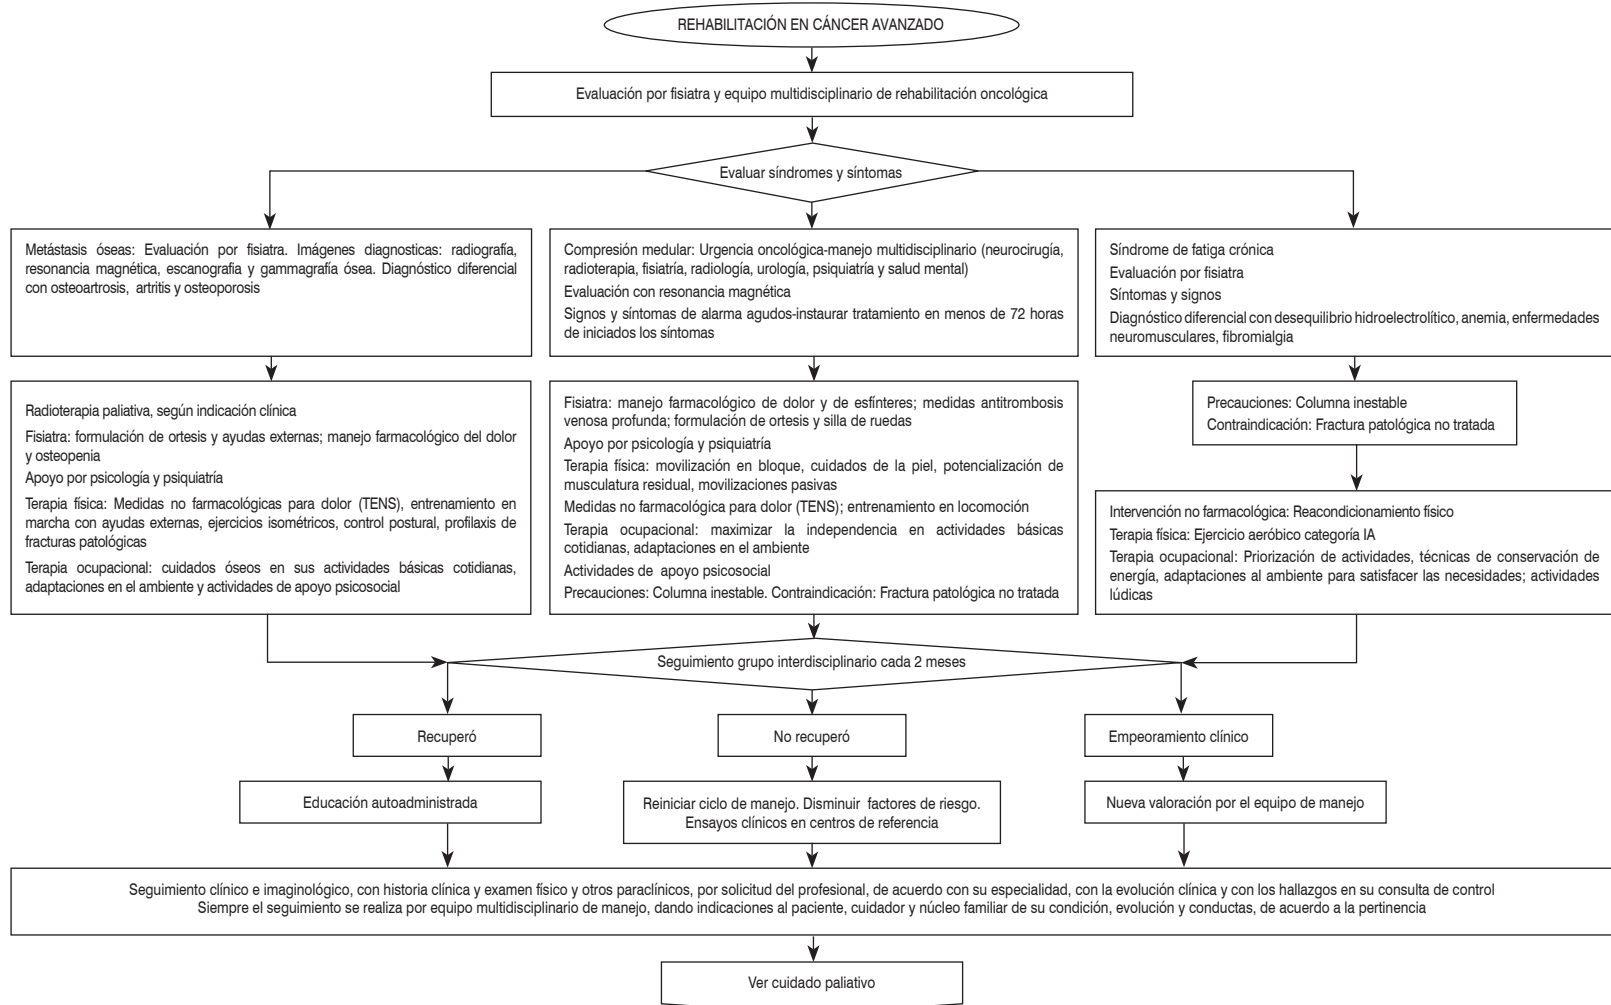 REHABILITACIÓN EN CÁNCER AVANZADO
Evaluación por fisiatra y equipo multidisciplinario de rehabilitación oncológica
Evaluar síndromes y síntomas
Metástasis óseas: Evaluación por fisiatra. Imágenes diagnosticas: radiografía,
resonancia magnética, escanografia y gammagrafía ósea. Diagnóstico diferencial
con osteoartrosis, artritis y osteoporosis
Compresión medular: Urgencia oncológica-manejo multidisciplinario (neurocirugía,
radioterapia, fisiatría, radiología, urología, psiquiatría y salud mental)
Evaluación con resonancia magnética
Signos y síntomas de alarma agudos-instaurar tratamiento en menos de 72 horas
de iniciados los síntomas
Síndrome de fatiga crónica
Evaluación por fisiatra
Síntomas y signos
Diagnóstico diferencial con desequilibrio hidroelectrolítico, anemia, enfermedades
neuromusculares, fibromialgia
Radioterapia paliativa, según indicación clínica
Fisiatra: formulación de ortesis y ayudas externas; manejo farmacológico del dolor
y osteopenia
Apoyo por psicología y psiquiatría
Terapia física: Medidas no farmacológicas para dolor (TENS), entrenamiento en
marcha con ayudas externas, ejercicios isométricos, control postural, profilaxis de
fracturas patológicas
Terapia ocupacional: cuidados óseos en sus actividades básicas cotidianas,
adaptaciones en el ambiente y actividades de apoyo psicosocial
Fisiatra: manejo farmacológico de dolor y de esfínteres; medidas antitrombosis
venosa profunda; formulación de ortesis y silla de ruedas
Apoyo por psicología y psiquiatría
Terapia física: movilización en bloque, cuidados de la piel, potencialización de
musculatura residual, movilizaciones pasivas
Medidas no farmacológica para dolor (TENS); entrenamiento en locomoción
Terapia ocupacional: maximizar la independencia en actividades básicas
cotidianas, adaptaciones en el ambiente
Actividades de apoyo psicosocial
Precauciones: Columna inestable. Contraindicación: Fractura patológica no tratada
Precauciones: Columna inestable
Contraindicación: Fractura patológica no tratada
Intervención no farmacológica: Reacondicionamiento físico
Terapia física: Ejercicio aeróbico categoría IA
Terapia ocupacional: Priorización de actividades, técnicas de conservación de
energía, adaptaciones al ambiente para satisfacer las necesidades; actividades
lúdicas
Seguimiento grupo interdisciplinario cada 2 meses
Recuperó
No recuperó
Empeoramiento clínico
Educación autoadministrada
Reiniciar ciclo de manejo. Disminuir factores de riesgo.
Ensayos clínicos en centros de referencia
Nueva valoración por el equipo de manejo
Seguimiento clínico e imaginológico, con historia clínica y examen físico y otros paraclínicos, por solicitud del profesional, de acuerdo con su especialidad, con la evolución clínica y con los hallazgos en su consulta de control
Siempre el seguimiento se realiza por equipo multidisciplinario de manejo, dando indicaciones al paciente, cuidador y núcleo familiar de su condición, evolución y conductas, de acuerdo a la pertinencia
Ver cuidado paliativo